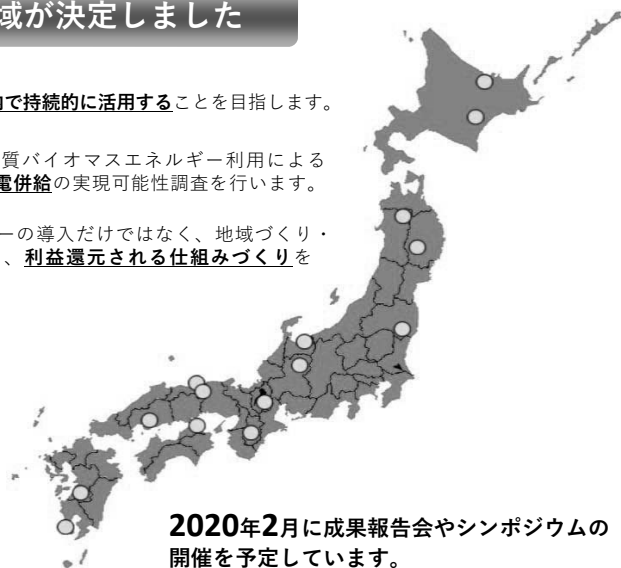 域が決定しました
内で持続的に活用することを目指します。
質バイオマスエネルギー利用による
電併給の実現可能性調査を行います。
ーの導入だけではなく、地域づくり・
、利益還元される仕組みづくりを
2020年2月に成果報告会やシンポジウムの
開催を予定しています。